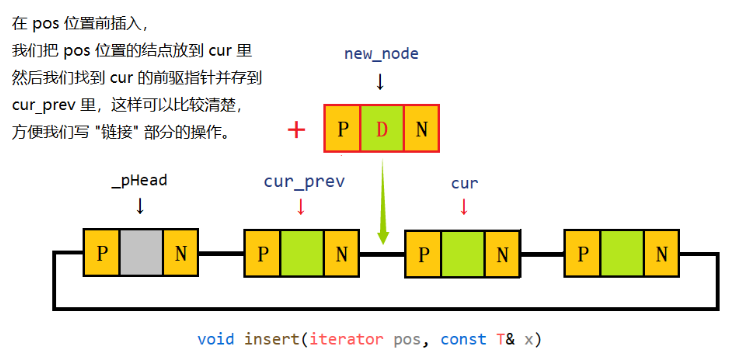 在 pos 位置前插入，
我们把 pos 位置的结点放到 cur 里
然后我们找到 cur 的前驱指针并存到
cur_prev 里，这样可以比较清楚，
方便我们写 "链接" 部分的操作。
new_node
+ P D N
_pHead cur_prev cur
P N P N P N P N
void insert(iterator pos, const T& x)